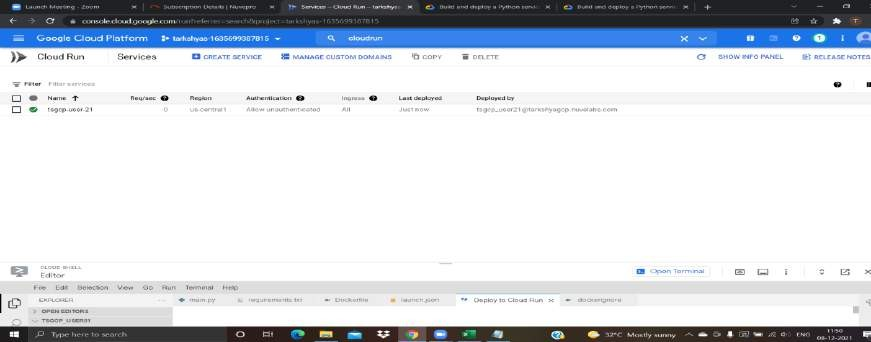 Launch Meeting - Zoom
Subscription Details | Nuvepro
Services – Cloud Run – tarkshyas
Build and deploy a Python servic
Build and deploy a Python servic
console.cloud.google.com/run?referrer=search&project=tarkshyas-1635699387815
Google Cloud Platform tarkshyas-1635699387815 cloudrun
Cloud Run Services CREATE SERVICE MANAGE CUSTOM DOMAINS COPY DELETE SHOW INFO PANEL RELEASE NOTES
Filter Filter services
Name Req/sec Region Authentication Ingress Last deployed Deployed by
tsgcp-user-21 0 us-central1 Allow unauthenticated All Just now tsgcp_user21@tarkshyagcp.nuvelabs.com
CLOUD SHELL
Editor Open Terminal
File Edit Selection View Go Run Terminal Help
EXPLORER main.py requirements.txt Dockerfile launch.json Deploy to Cloud Run .dockerignore
OPEN EDITORS
Type here to search 32°C Mostly sunny ENG 11:50
08-12-2021